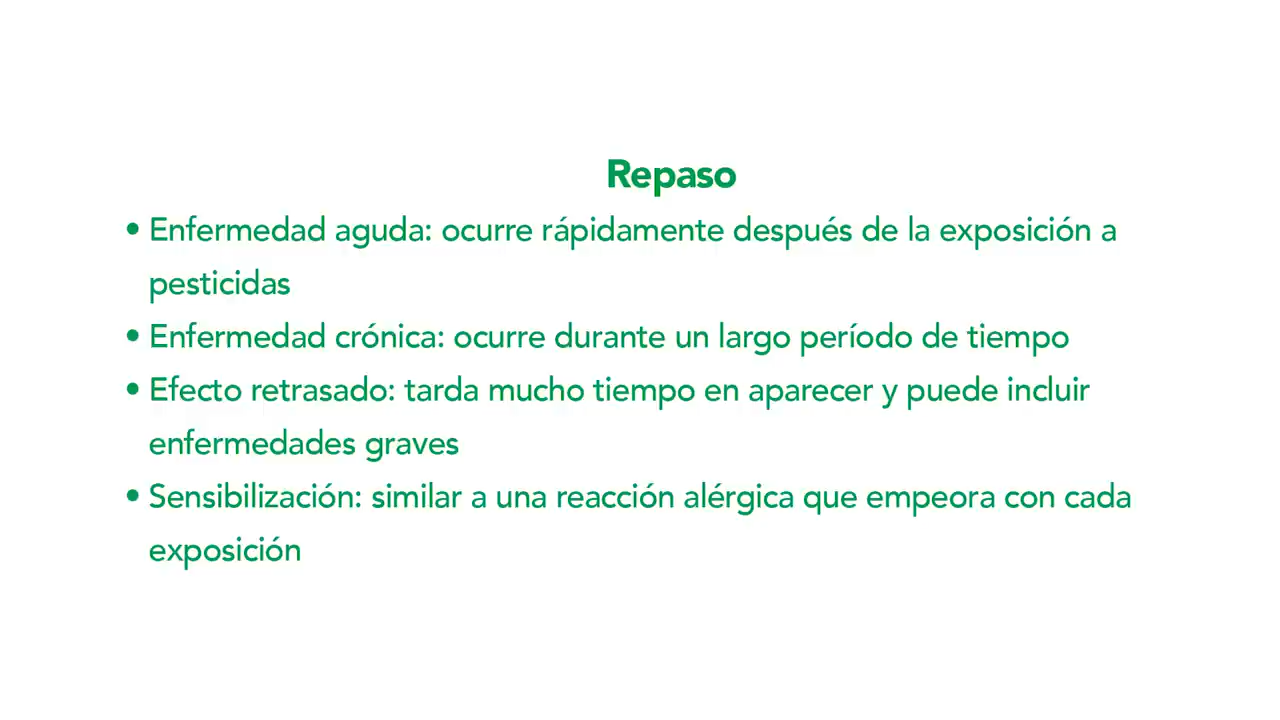 Repaso
• Enfermedad aguda: ocurre rápidamente después de la exposición a
pesticidas
• Enfermedad crónica: ocurre durante un largo período de tiempo
• Efecto retrasado: tarda mucho tiempo en aparecer y puede incluir
enfermedades graves
• Sensibilización: similar a una reacción alérgica que empeora con cada
exposición